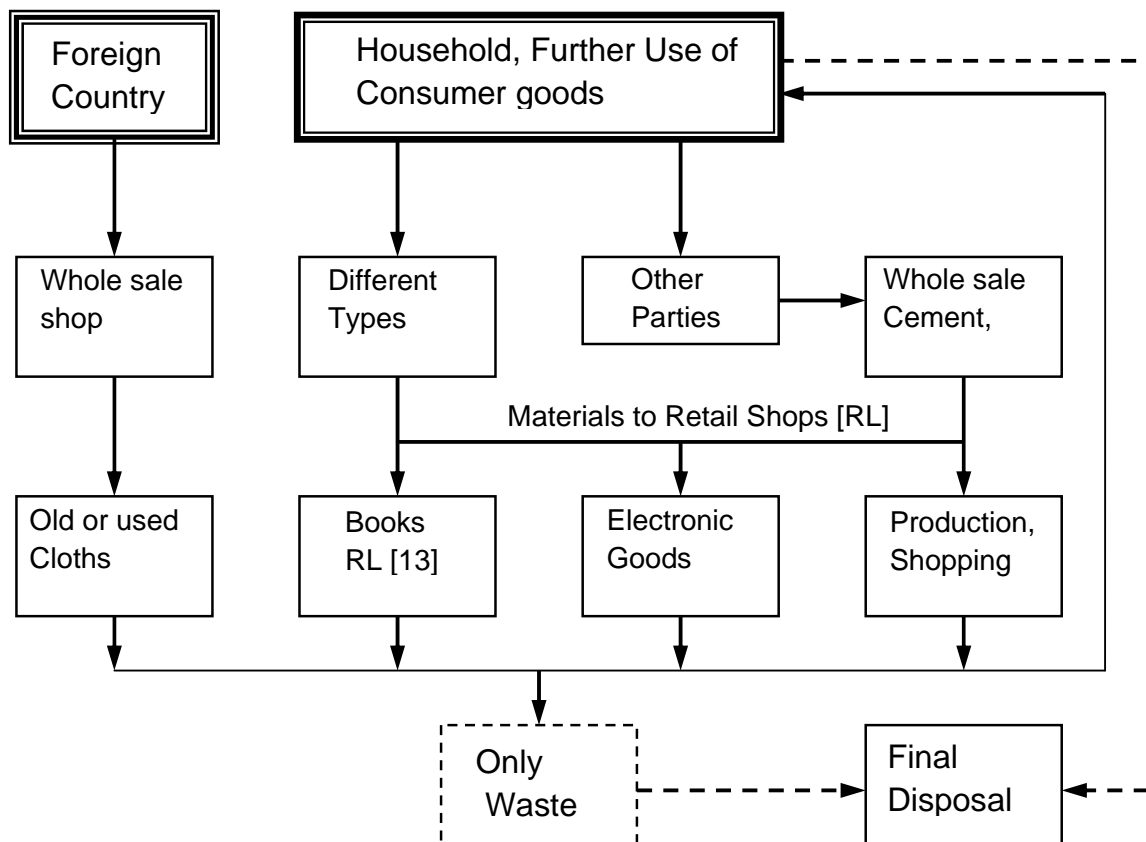 Foreign
Country
Household, Further Use of
Consumer goods
Whole sale
shop
Different
Types
Other
Parties
Whole sale
Cement,
Materials to Retail Shops [RL]
Old or used
Cloths
Books
RL [13]
Electronic
Goods
Production,
Shopping
Only
Waste
Final
Disposal